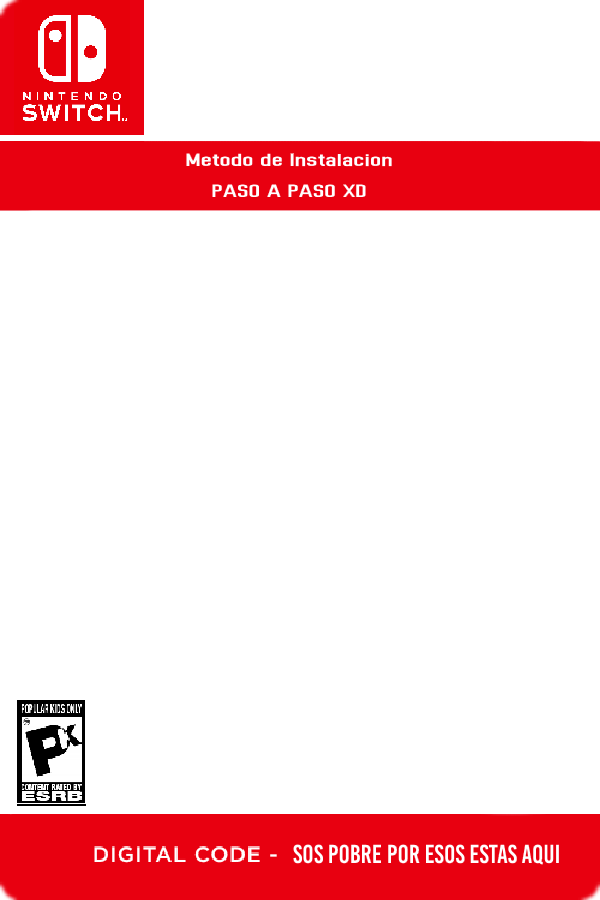 NINTENDO
SWITCH
Metodo de Instalacion
PASO A PASO XD
POPULAR KIDS ONLY
PX
CONTENT RATED BY
ESRB
DIGITAL CODE - SOS POBRE POR ESOS ESTAS AQUI